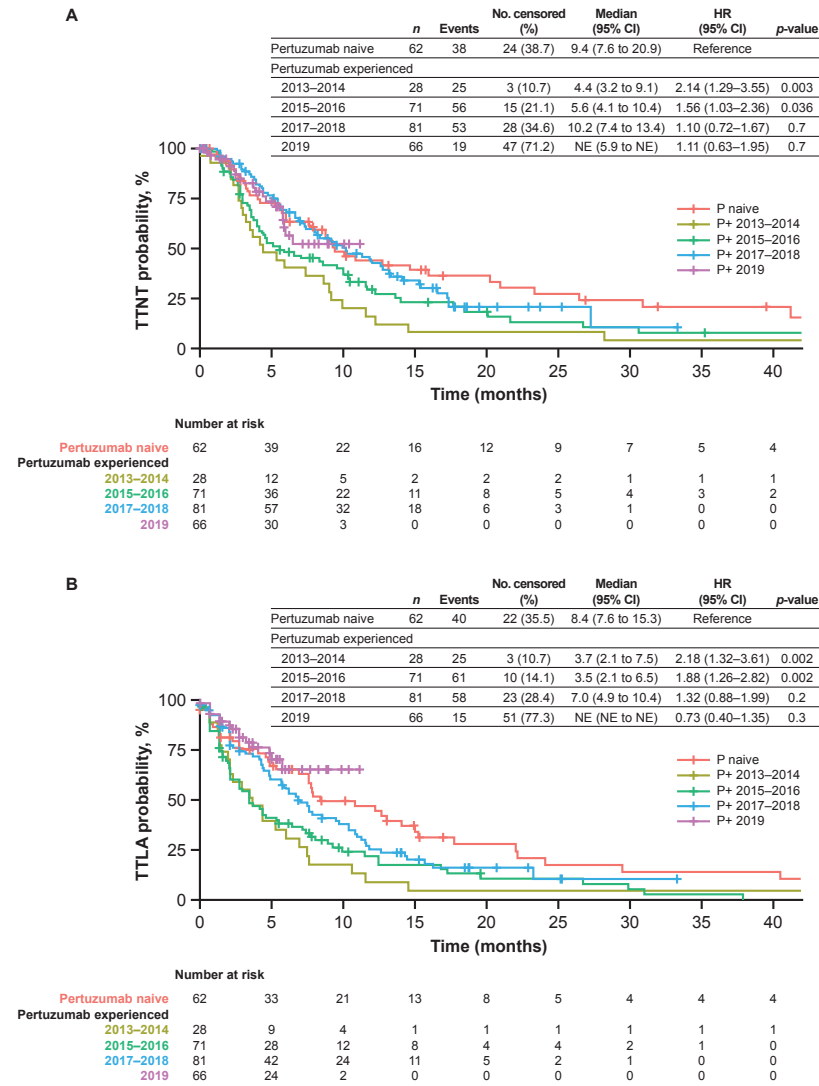 A
n Events No. censored (%) Median (95% CI) HR (95% CI) p-value
Pertuzumab naive 62 38 24 (38.7) 9.4 (7.6 to 20.9) Reference
Pertuzumab experienced
2013–2014 28 25 3 (10.7) 4.4 (3.2 to 9.1) 2.14 (1.29–3.55) 0.003
2015–2016 71 56 15 (21.1) 5.6 (4.1 to 10.4) 1.56 (1.03–2.36) 0.036
2017–2018 81 53 28 (34.6) 10.2 (7.4 to 13.4) 1.10 (0.72–1.67) 0.7
2019 66 19 47 (71.2) NE (5.9 to NE) 1.11 (0.63–1.95) 0.7
TTNT probability, %
100
75
50
25
0
P naive
P+ 2013–2014
P+ 2015–2016
P+ 2017–2018
P+ 2019
0 5 10 15 20 25 30 35 40
Time (months)
Number at risk
Pertuzumab naive 62 39 22 16 12 9 7 5 4
Pertuzumab experienced
2013–2014 28 12 5 2 2 2 1 1 1
2015–2016 71 36 22 11 8 5 4 3 2
2017–2018 81 57 32 18 6 3 1 0 0
2019 66 30 3 0 0 0 0 0 0
B
n Events No. censored (%) Median (95% CI) HR (95% CI) p-value
Pertuzumab naive 62 40 22 (35.5) 8.4 (7.6 to 15.3) Reference
Pertuzumab experienced
2013–2014 28 25 3 (10.7) 3.7 (2.1 to 7.5) 2.18 (1.32–3.61) 0.002
2015–2016 71 61 10 (14.1) 3.5 (2.1 to 6.5) 1.88 (1.26–2.82) 0.002
2017–2018 81 58 23 (28.4) 7.0 (4.9 to 10.4) 1.32 (0.88–1.99) 0.2
2019 66 15 51 (77.3) NE (NE to NE) 0.73 (0.40–1.35) 0.3
TTLA probability, %
100
75
50
25
0
P naive
P+ 2013–2014
P+ 2015–2016
P+ 2017–2018
P+ 2019
0 5 10 15 20 25 30 35 40
Time (months)
Number at risk
Pertuzumab naive 62 33 21 13 8 5 4 4 4
Pertuzumab experienced
2013–2014 28 9 4 1 1 1 1 1 1
2015–2016 71 28 12 8 4 4 2 1 0
2017–2018 81 42 24 11 5 2 1 0 0
2019 66 24 2 0 0 0 0 0 0